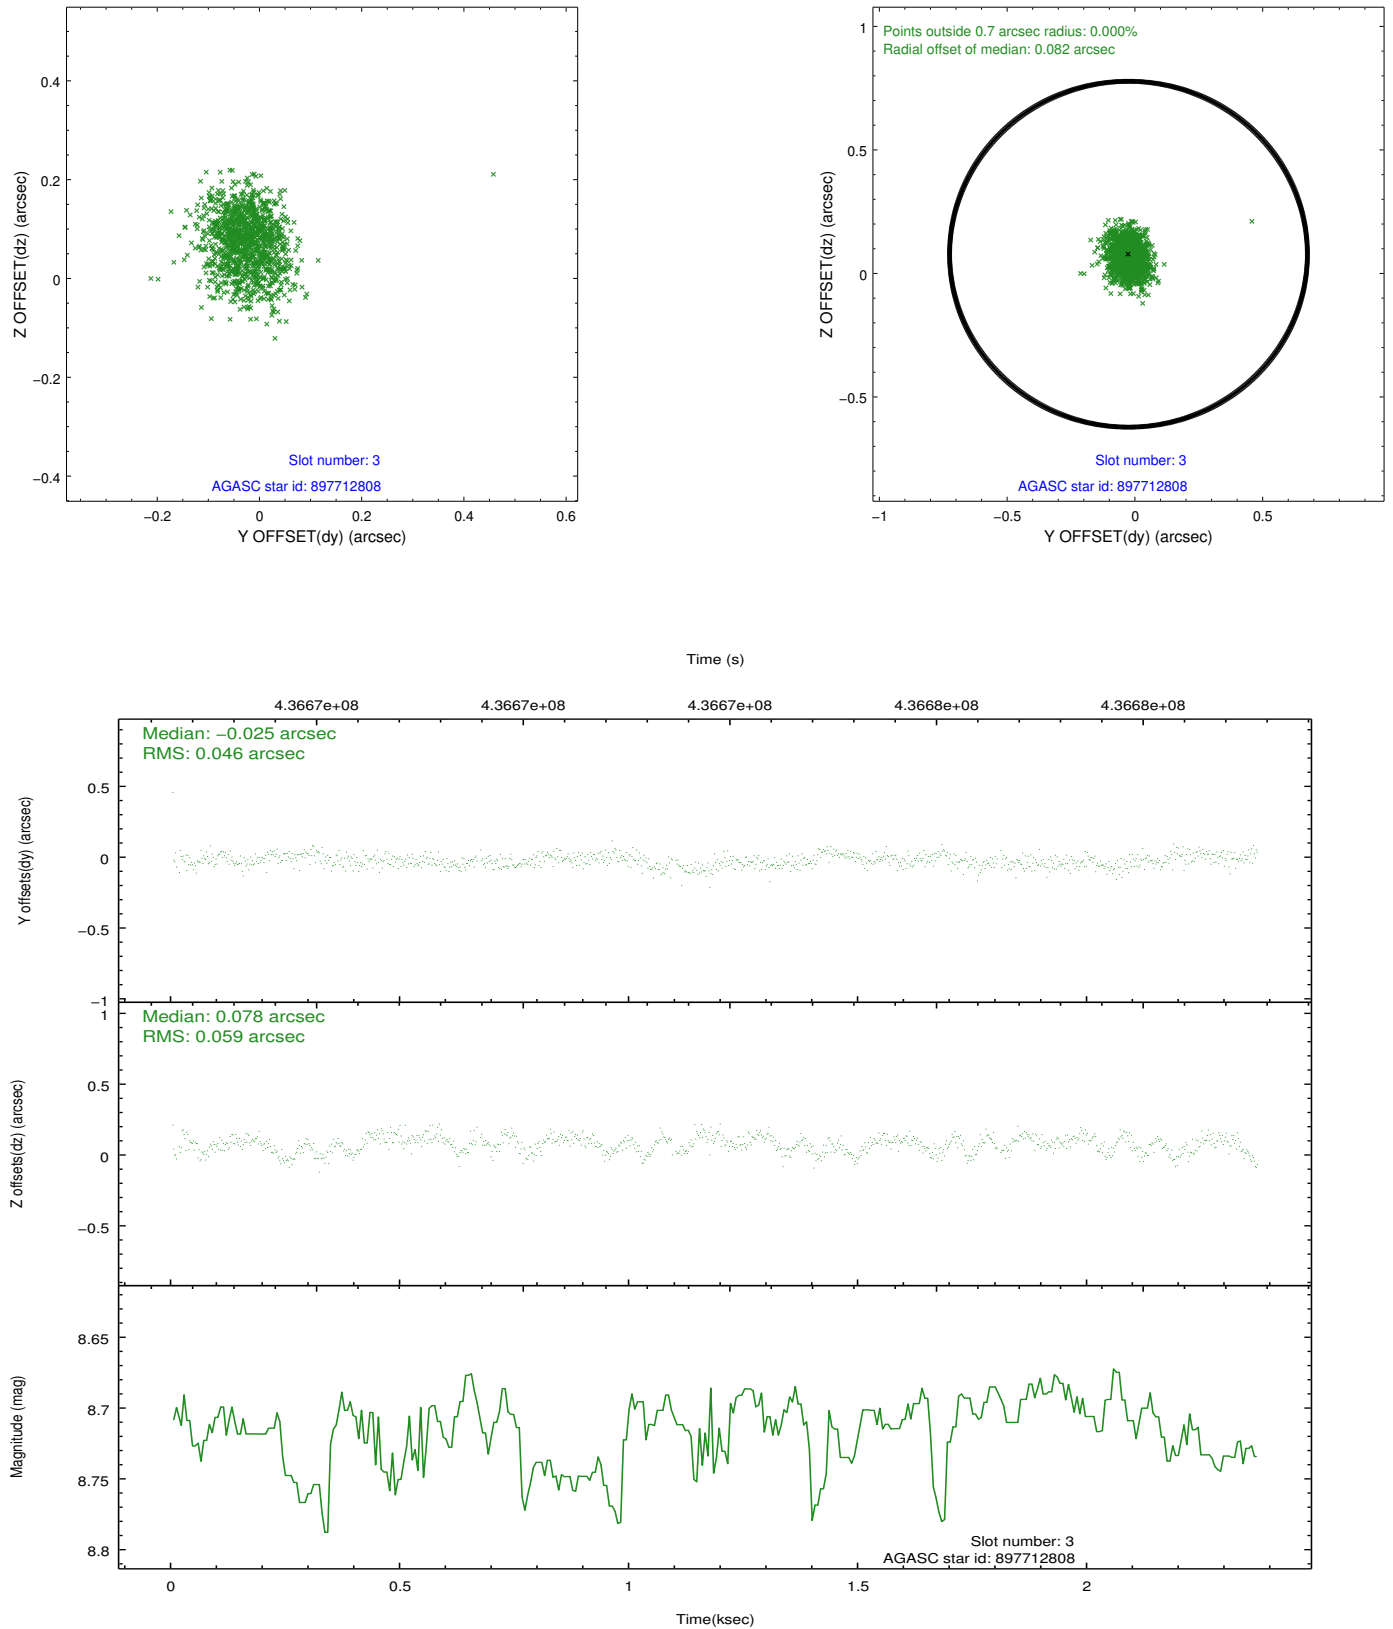 0.4
0.2
0
−0.2
−0.4
Z OFFSET(dz) (arcsec)
Slot number: 3
AGASC star id: 897712808
−0.2
0
0.2
0.4
0.6
Y OFFSET(dy) (arcsec)
Points outside 0.7 arcsec radius: 0.000%
Radial offset of median: 0.082 arcsec
1
0.5
0
−0.5
Z OFFSET(dz) (arcsec)
Slot number: 3
AGASC star id: 897712808
−1
−0.5
0
0.5
Y OFFSET(dy) (arcsec)
Time (s)
4.3667e+08
4.3667e+08
4.3667e+08
4.3668e+08
4.3668e+08
Median: −0.025 arcsec
RMS: 0.046 arcsec
0.5
0
−0.5
−1
Y offsets(dy) (arcsec)
Median: 0.078 arcsec
RMS: 0.059 arcsec
1
0.5
0
−0.5
Z offsets(dz) (arcsec)
8.65
8.7
8.75
8.8
Magnitude (mag)
Slot number: 3
AGASC star id: 897712808
0
0.5
1
1.5
2
Time(ksec)